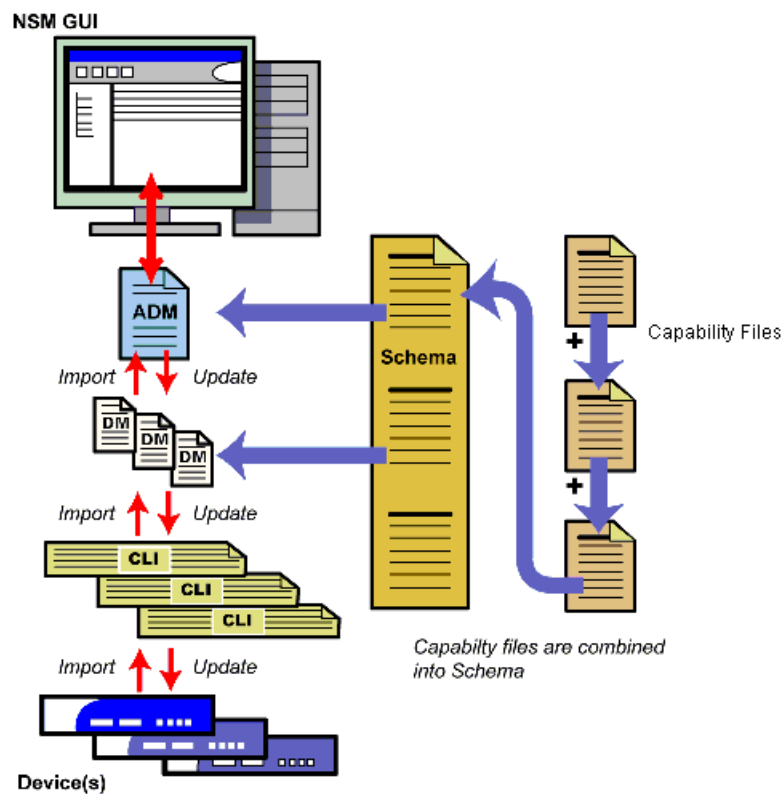 NSM GUI
ADM
Schema
Capability Files
+
Import
Update
DM
DM
DM
+
Import
Update
CLI
CLI
CLI
Capabilty files are combined
into Schema
Import
Update
Device(s)